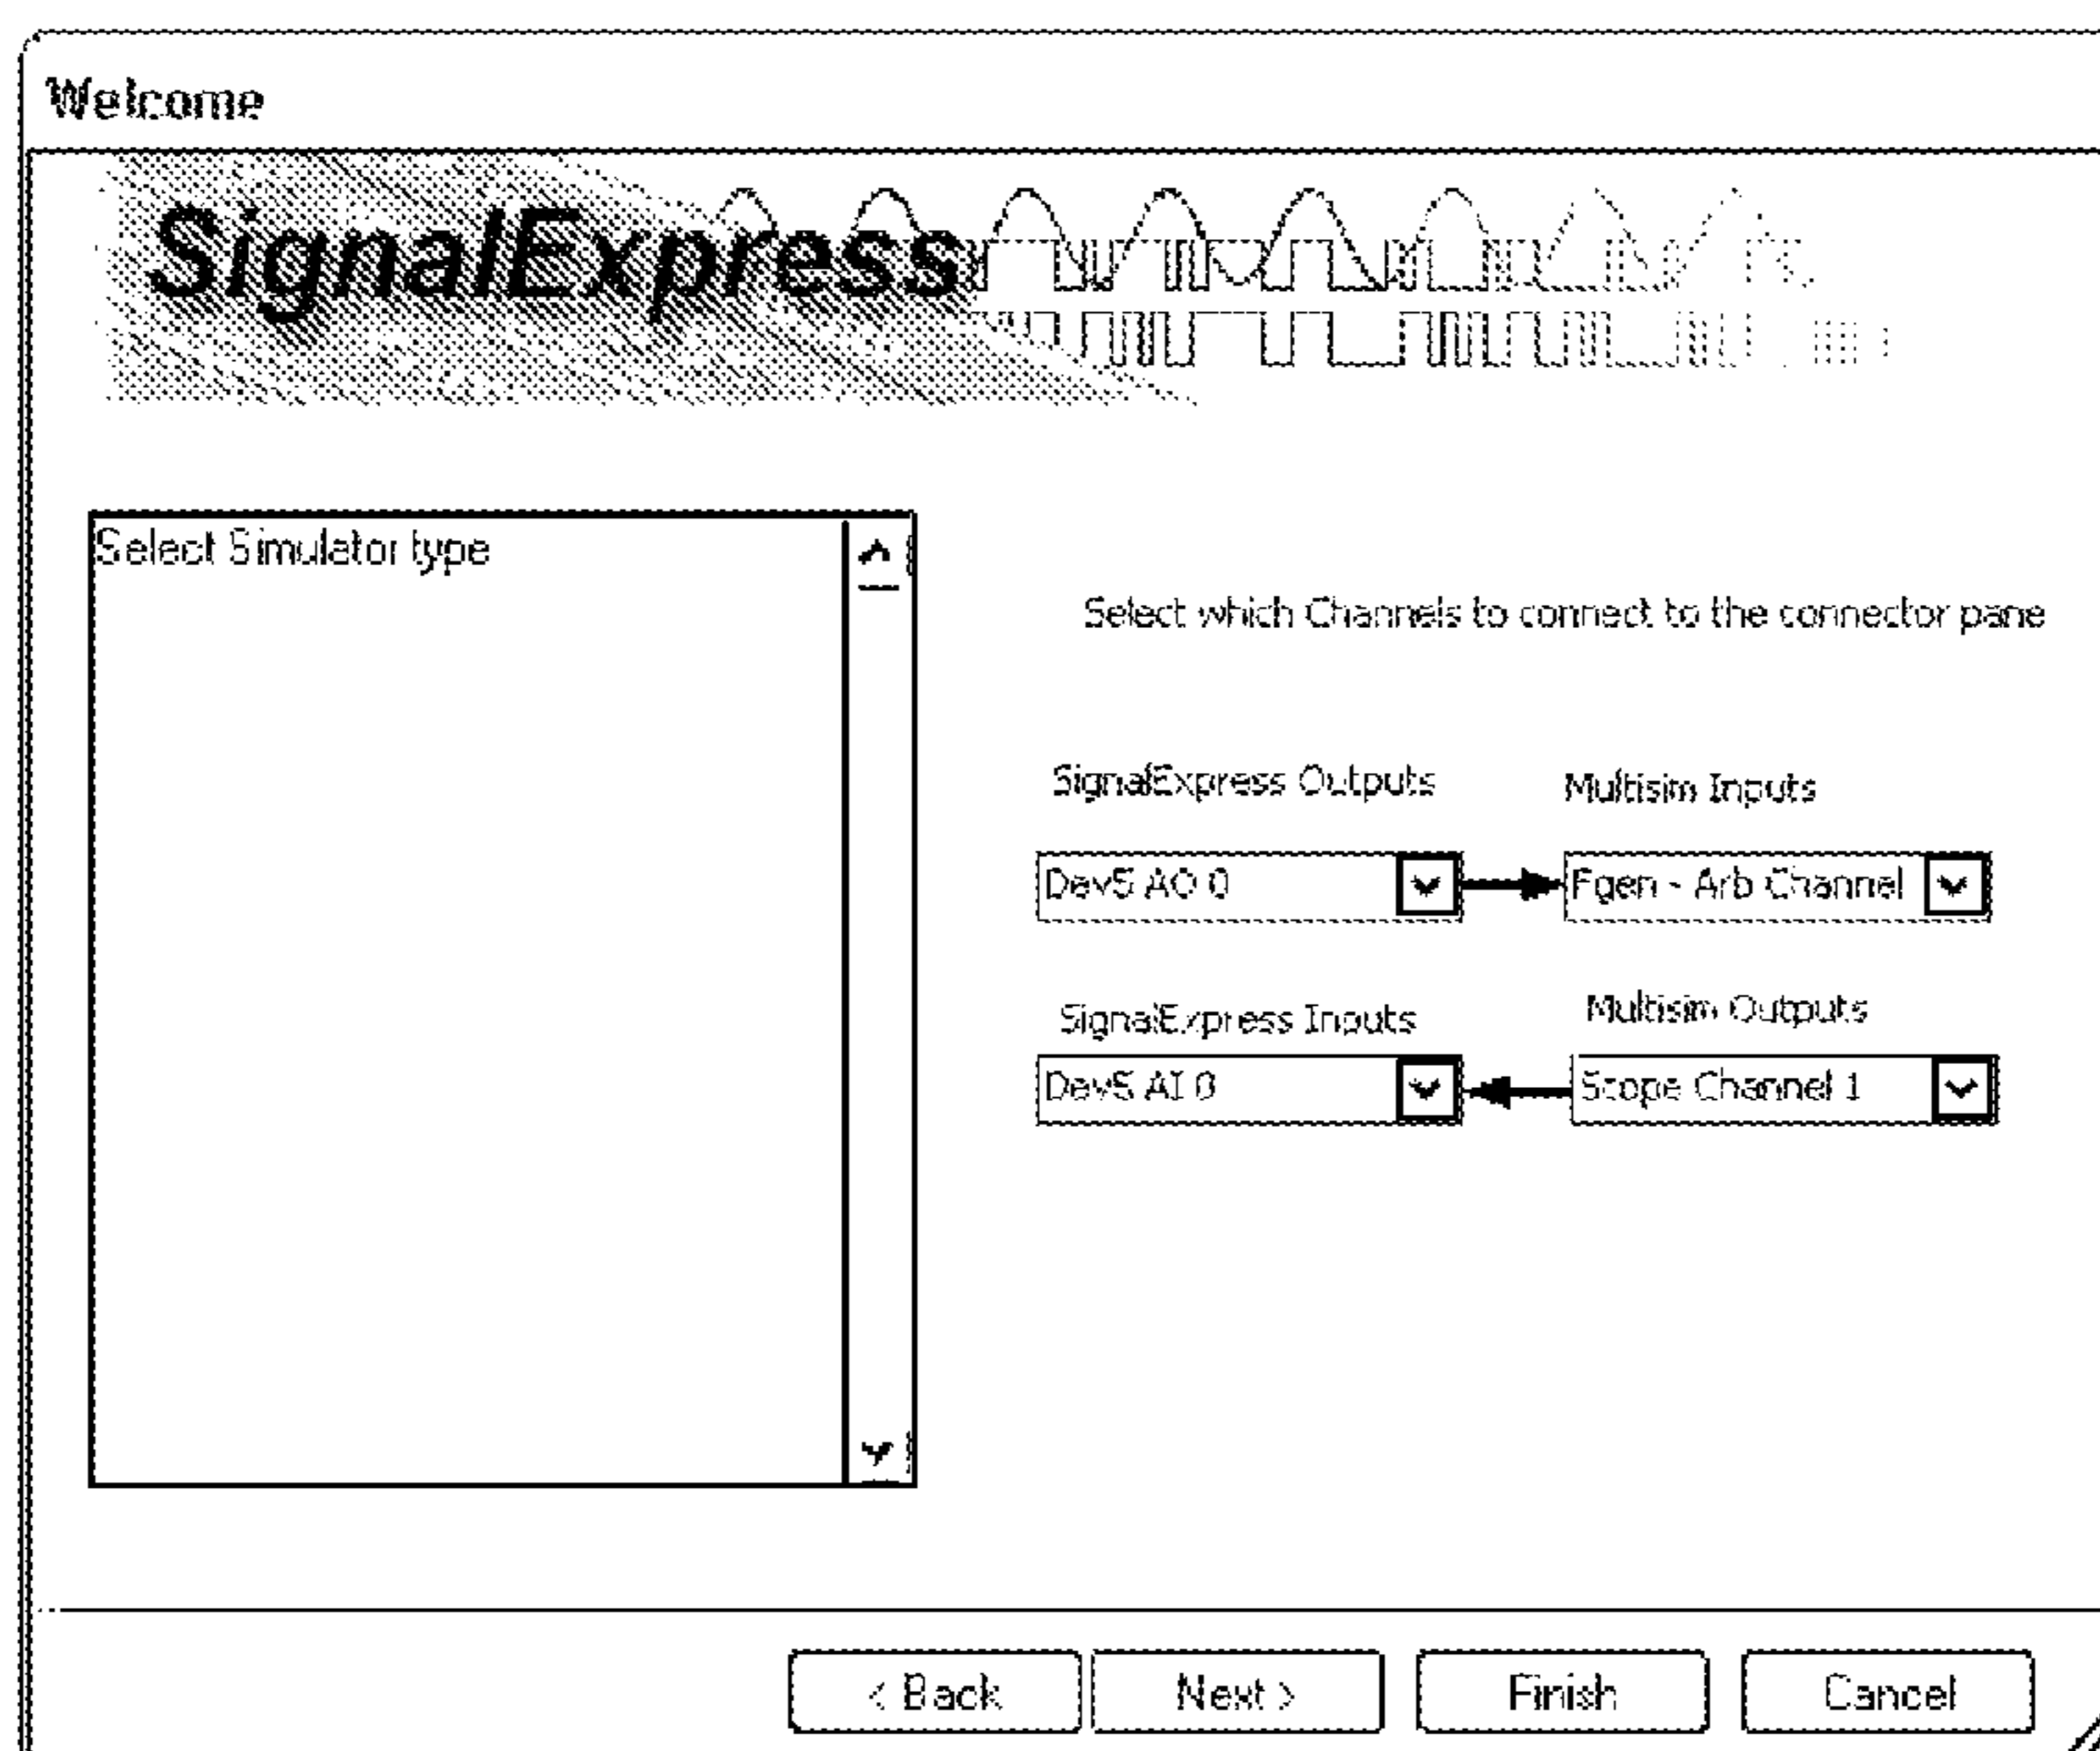 Welcome
SignalExpress
Select Simulator type
Select which Channels to connect to the connector pane
SignalExpress Outputs
Multisim Inputs
Dev5 AO 0
Fgen - Arb Channel
SignalExpress Inputs
Multisim Outputs
Dev5 AI 0
Scope Channel 1
< Back
Next >
Finish
Cancel